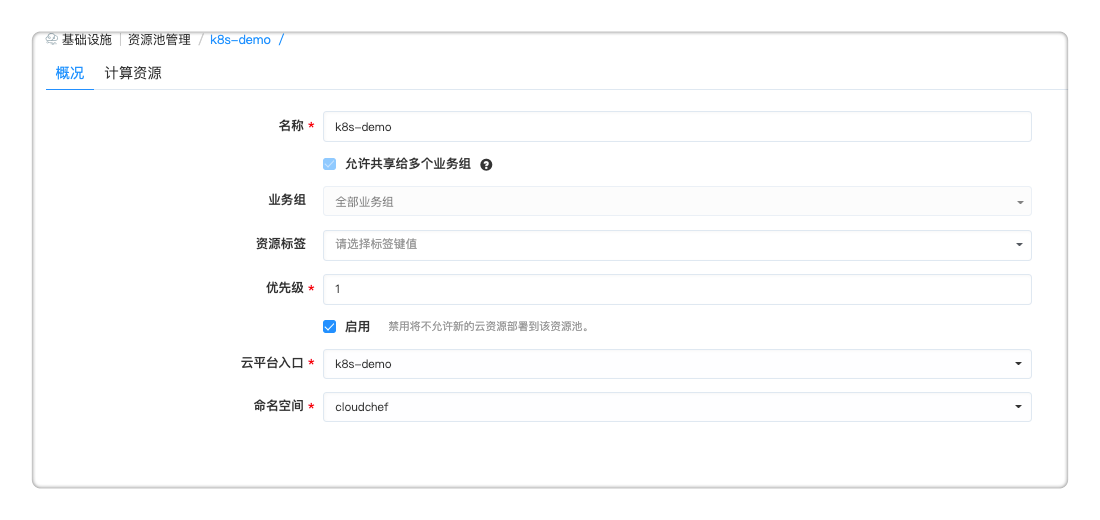 基础设施 | 资源池管理 / k8s-demo /
概况 计算资源
名称 * k8s-demo
允许共享给多个业务组 ?
业务组 全部业务组
资源标签 请选择标签键值
优先级 * 1
启用 禁用将不允许新的云资源部署到该资源池。
云平台入口 * k8s-demo
命名空间 * cloudchef